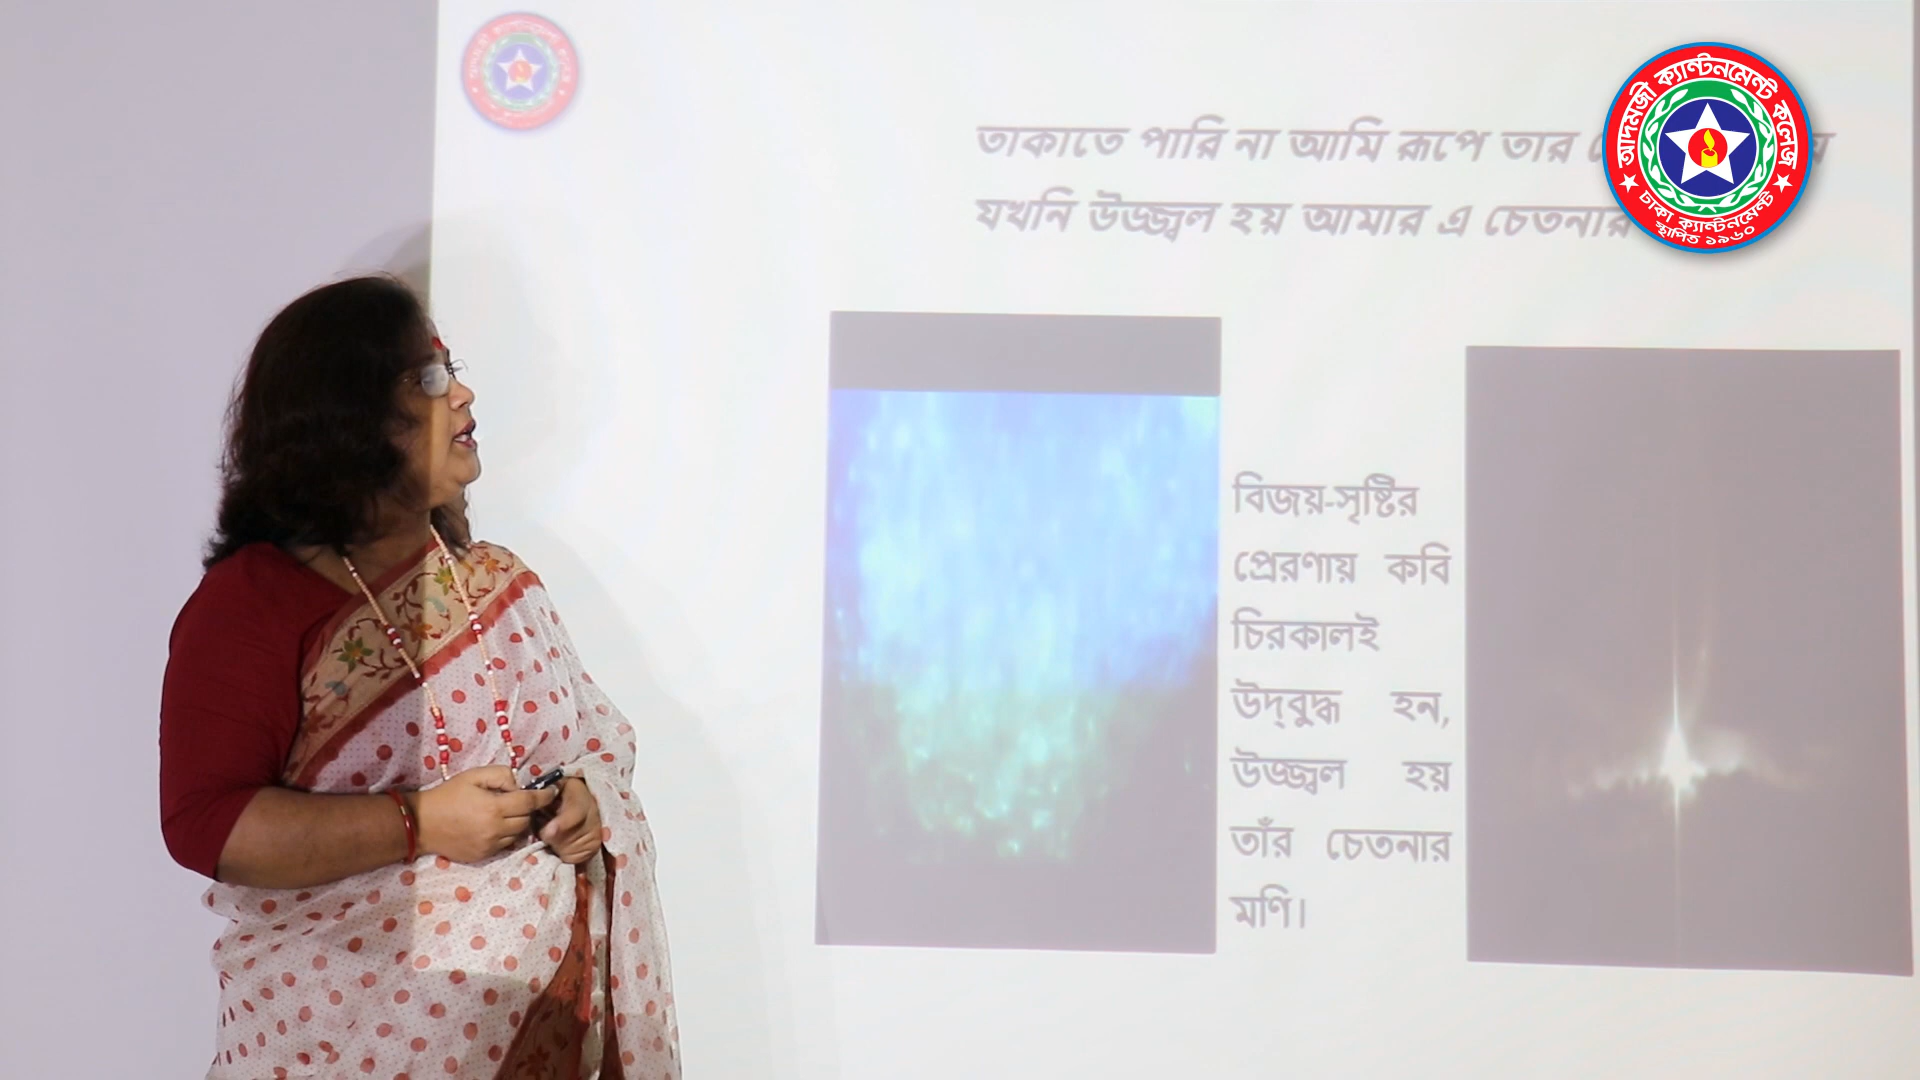 তাকাতে পারি না আমি রূপে তার
যখনি উজ্জ্বল হয় আমার এ চেতনার
বিজয়-সৃষ্টির
প্রেরণায় কবি
চিরকালই
উদ্‌বুদ্ধ হন,
উজ্জ্বল হয়
তাঁর চেতনার
মণি।
আদমজী ক্যান্টনমেন্ট কলেজ
ঢাকা ক্যান্টনমেন্ট
স্থাপিত ১৯৬০